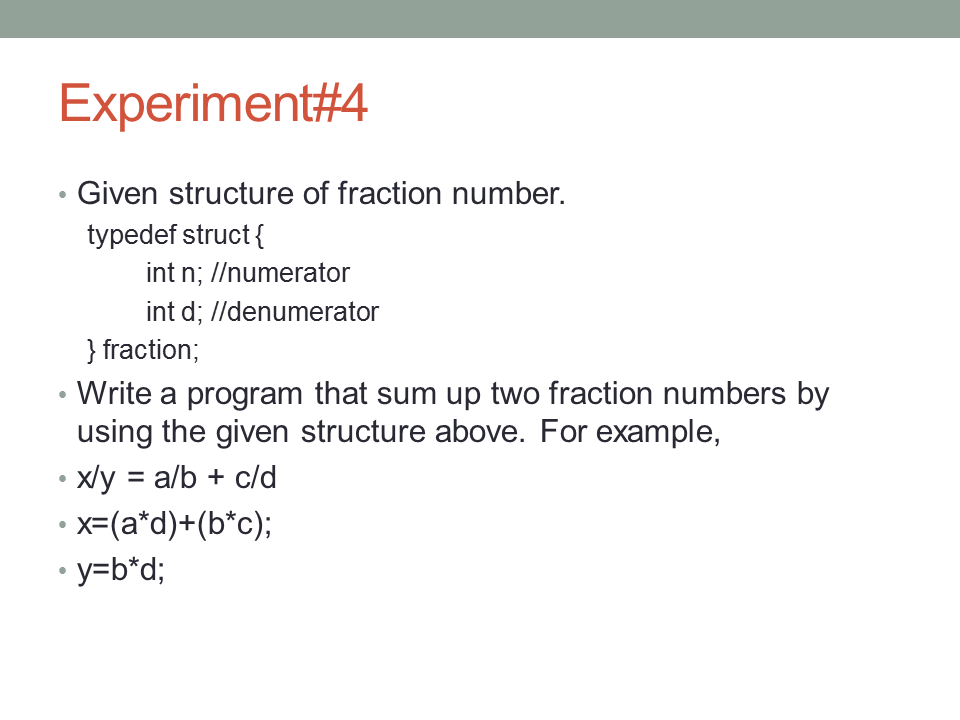 Experiment#4
• Given structure of fraction number.
typedef struct {
int n; //numerator
int d; //denumerator
} fraction;
• Write a program that sum up two fraction numbers by
using the given structure above. For example,
• x/y = a/b + c/d
• x=(a*d)+(b*c);
• y=b*d;